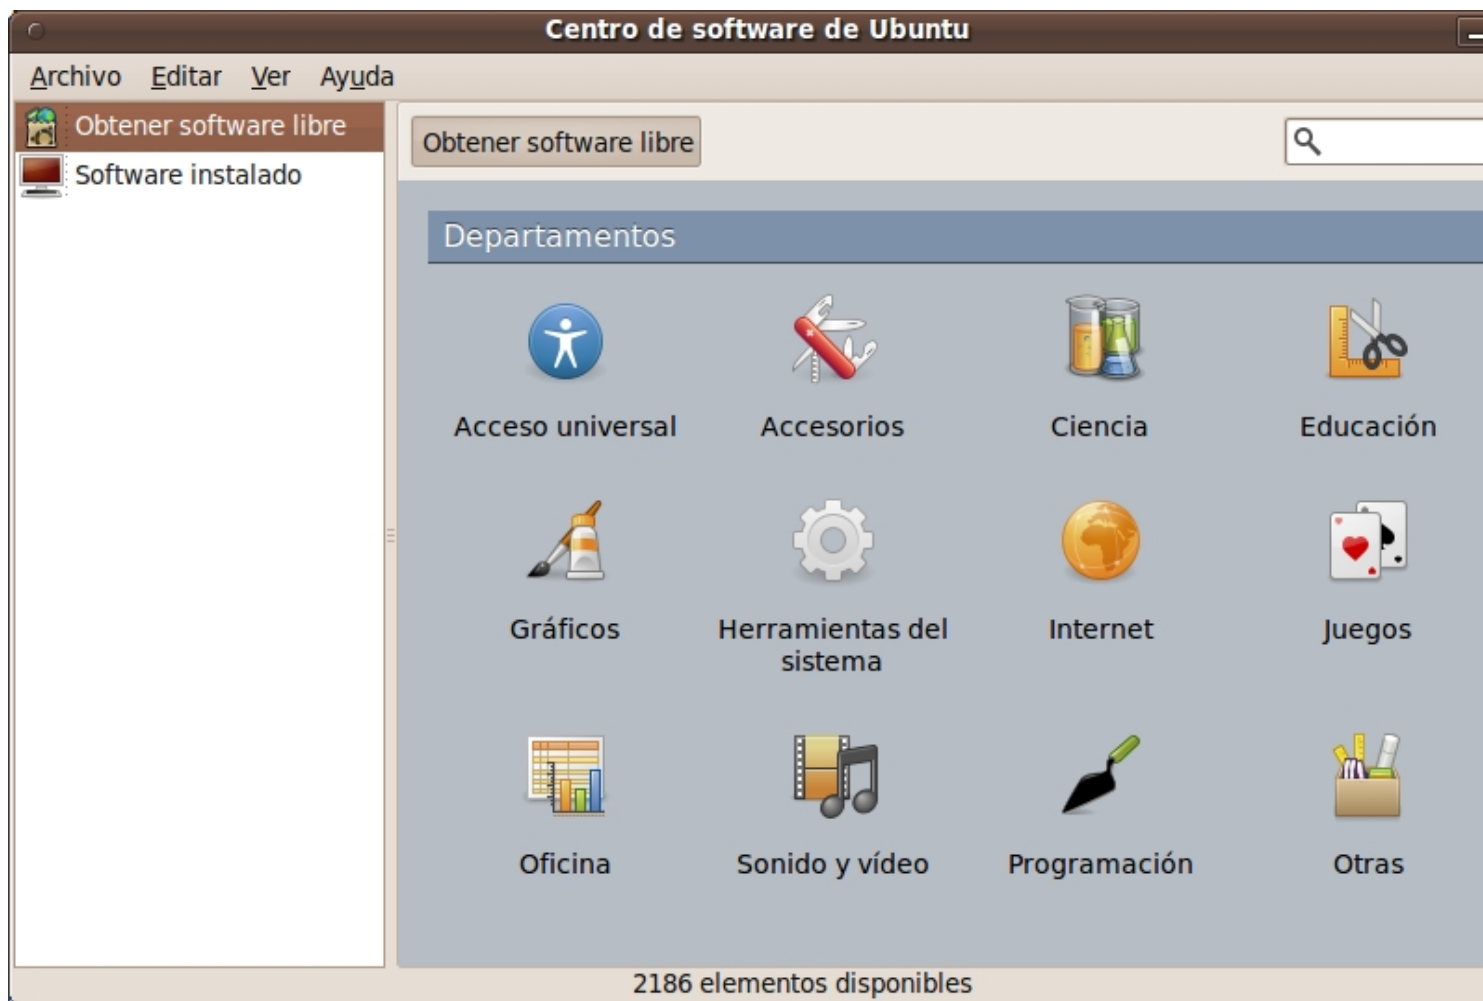 Centro de software de Ubuntu
Archivo Editar Ver Ayuda
Obtener software libre
Software instalado
Obtener software libre
Departamentos
Acceso universal Accesorios Ciencia Educación
Gráficos Herramientas del sistema Internet Juegos
Oficina Sonido y vídeo Programación Otras
2186 elementos disponibles